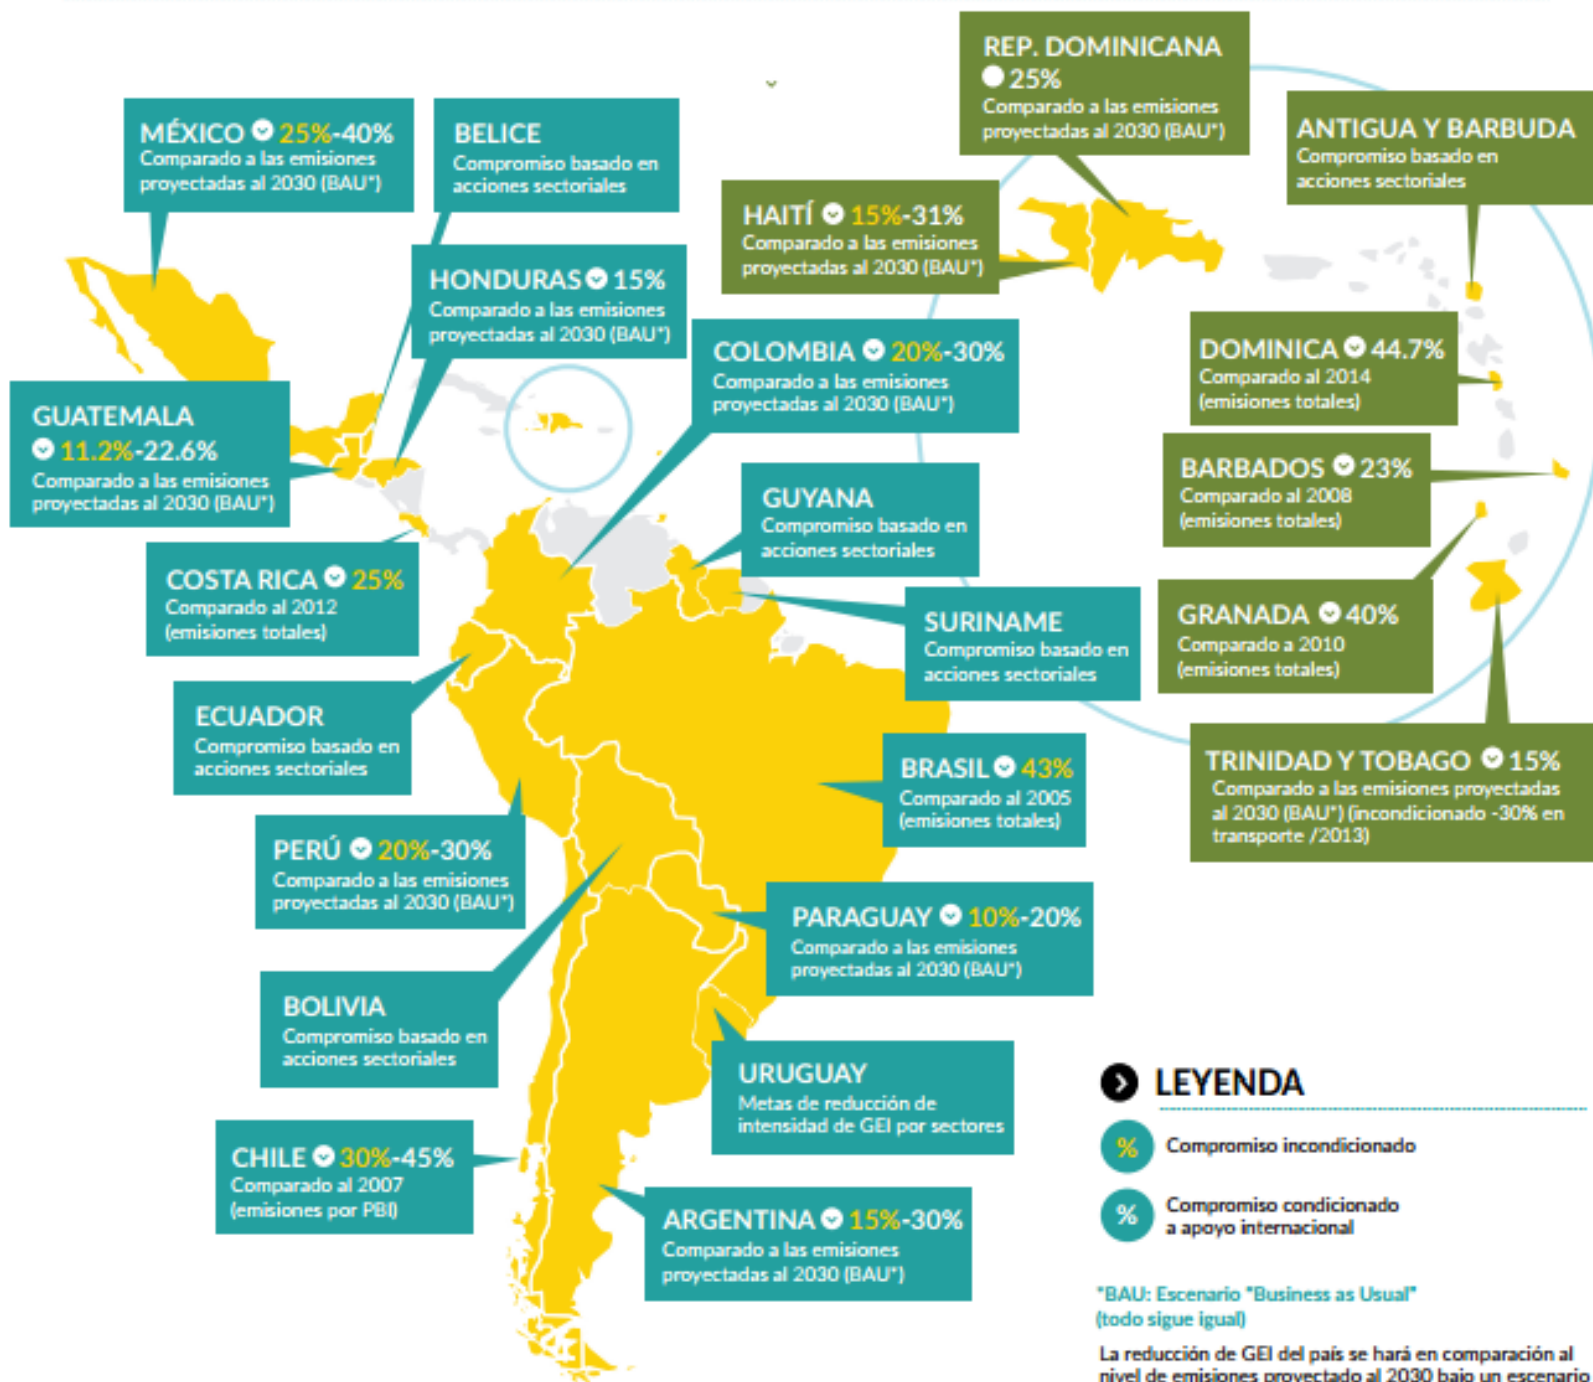 REP. DOMINICANA
25%
Comparado a las emisiones
proyectadas al 2030 (BAU*)
MÉXICO 25%-40%
Comparado a las emisiones
proyectadas al 2030 (BAU*)
BELICE
Compromiso basado en
acciones sectoriales
ANTIGUA Y BARBUDA
Compromiso basado en
acciones sectoriales
HAITÍ 15%-31%
Comparado a las emisiones
proyectadas al 2030 (BAU*)
HONDURAS 15%
Comparado a las emisiones
proyectadas al 2030 (BAU*)
COLOMBIA 20%-30%
Comparado a las emisiones
proyectadas al 2030 (BAU*)
DOMINICA 44.7%
Comparado al 2014
(emisiones totales)
GUATEMALA
11.2%-22.6%
Comparado a las emisiones
proyectadas al 2030 (BAU*)
BARBADOS 23%
Comparado al 2008
(emisiones totales)
GUYANA
Compromiso basado en
acciones sectoriales
COSTA RICA 25%
Comparado al 2012
(emisiones totales)
SURINAME
Compromiso basado en
acciones sectoriales
GRANADA 40%
Comparado a 2010
(emisiones totales)
ECUADOR
Compromiso basado en
acciones sectoriales
BRASIL 43%
Comparado al 2005
(emisiones totales)
TRINIDAD Y TOBAGO 15%
Comparado a las emisiones proyectadas
al 2030 (BAU*) (incondicionado -30% en
transporte /2013)
PERÚ 20%-30%
Comparado a las emisiones
proyectadas al 2030 (BAU*)
PARAGUAY 10%-20%
Comparado a las emisiones
proyectadas al 2030 (BAU*)
BOLIVIA
Compromiso basado en
acciones sectoriales
URUGUAY
Metas de reducción de
intensidad de GEI por sectores
CHILE 30%-45%
Comparado al 2007
(emisiones por PBI)
ARGENTINA 15%-30%
Comparado a las emisiones
proyectadas al 2030 (BAU*)
LEYENDA
% Compromiso incondicionado
% Compromiso condicionado
a apoyo internacional
*BAU: Escenario "Business as Usual"
(todo sigue igual)
La reducción de GEI del país se hará en comparación al
nivel de emisiones proyectado al 2030 bajo un escenario